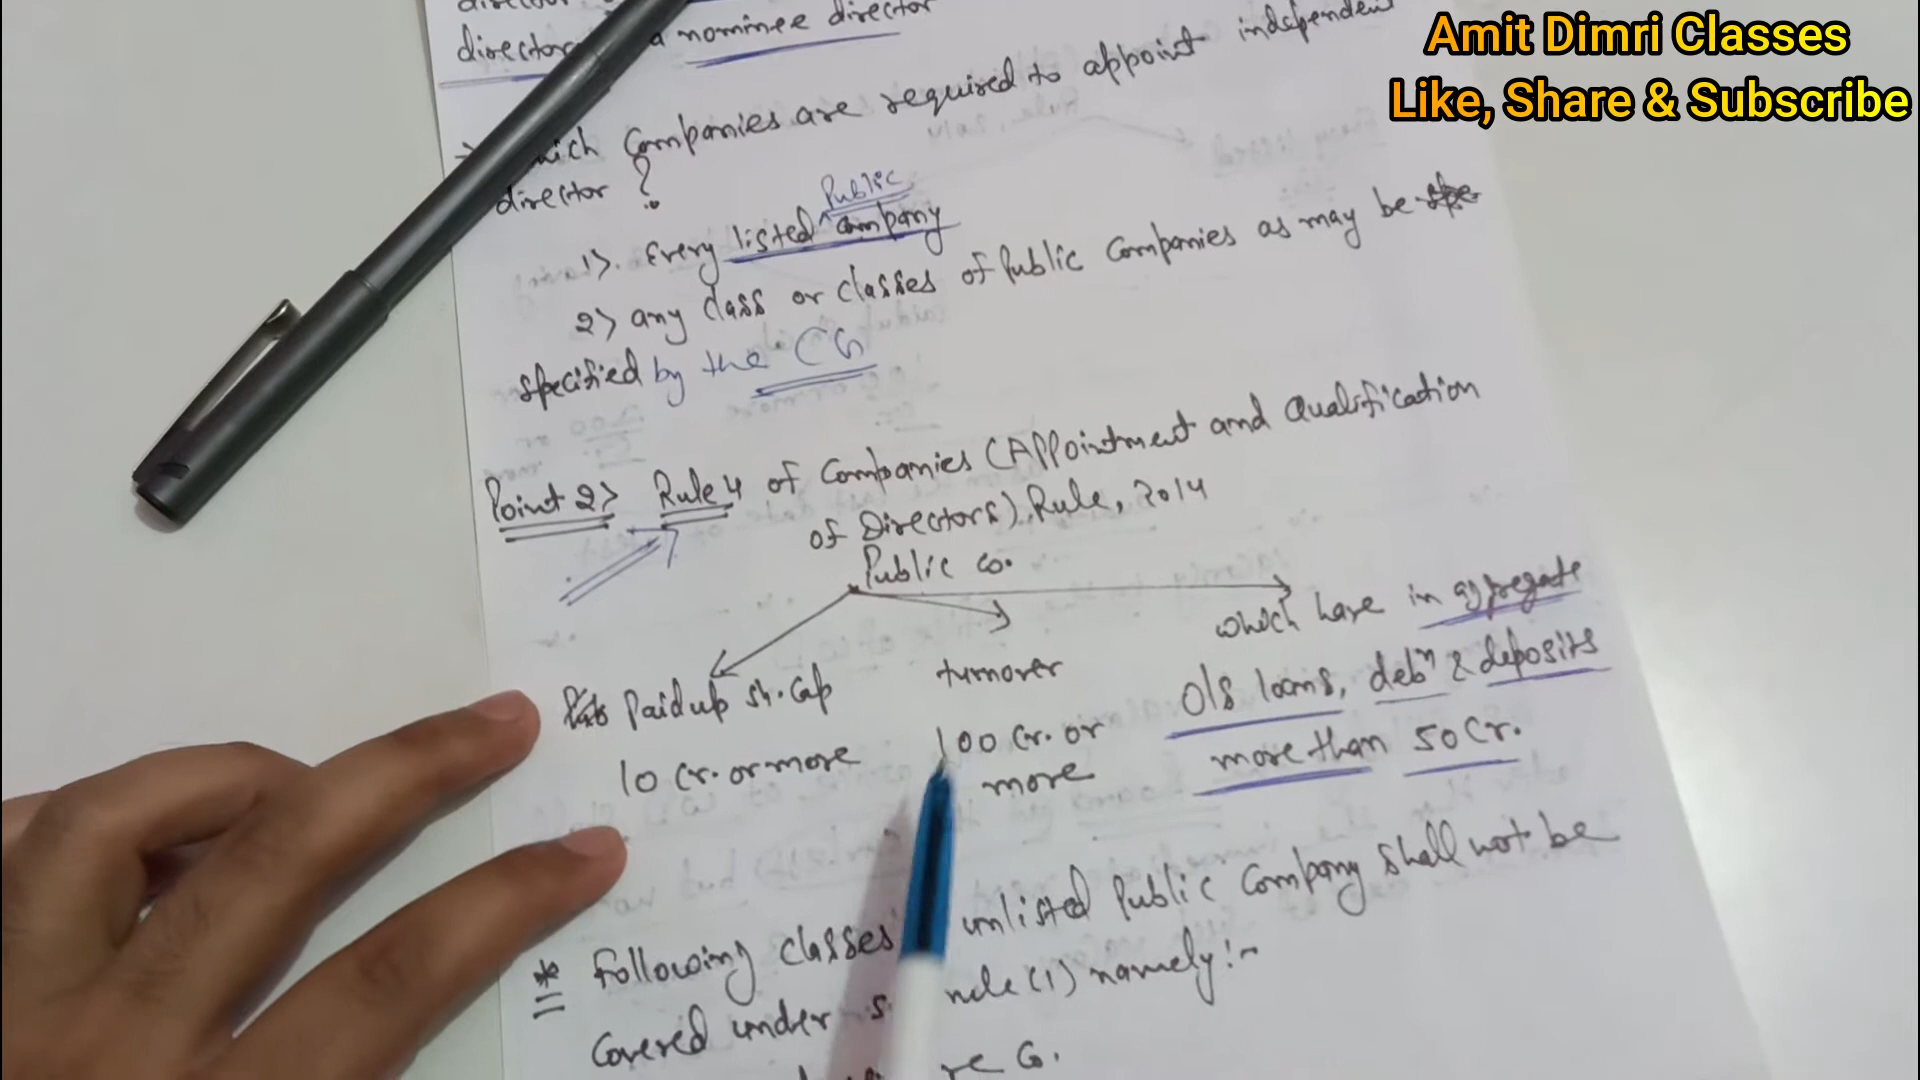 director a nominee director
Which Companies are required to appoint independent
director ?
Public
1). Every listed ^ company
2) any class or classes of Public Companies as may be
specified by the CG
Point 2) Rule 4 of Companies (Appointment and Qualification
of Directors) Rule, 2014
Public co.
Paidup sh. Cap
10 Cr. or more
turnover
100 Cr. or
more
which have in aggregate
O/S loans, debⁿ & deposits
more than 50 Cr.
* Following classes unlisted Public Company shall not be
Covered under rule (1) namely :-
Co.
Amit Dimri Classes
Like, Share & Subscribe